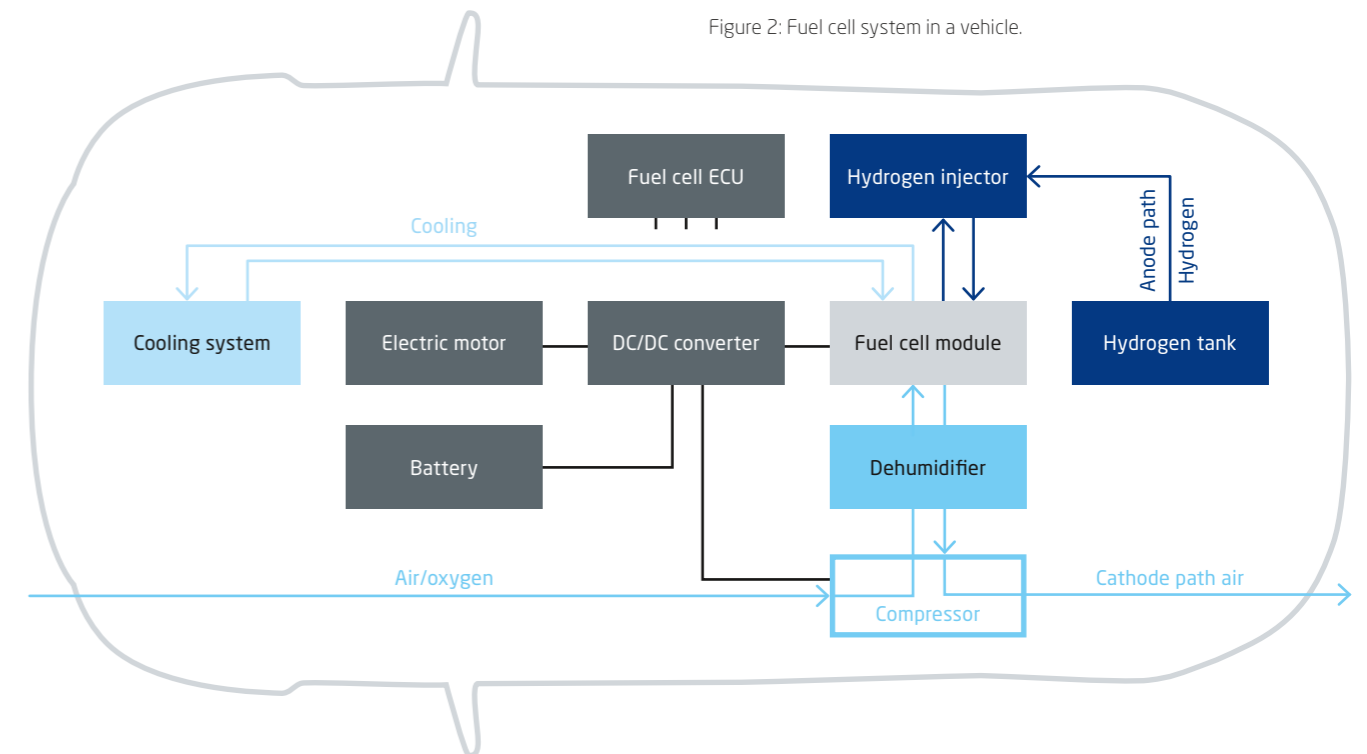 Figure 2: Fuel cell system in a vehicle.
Fuel cell ECU
Hydrogen injector
Cooling
Anode path
Hydrogen
Cooling system
Electric motor
DC/DC converter
Fuel cell module
Hydrogen tank
Battery
Dehumidifier
Air/oxygen
Cathode path air
Compressor